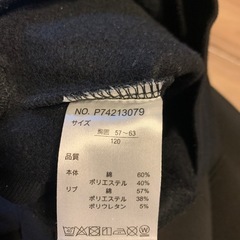 NO. P74213079
サイズ
胸囲 57~63
120
品質
本体 綿 60%
ポリエステル 40%
リブ 綿 57%
ポリエステル 38%
ポリウレタン 5%